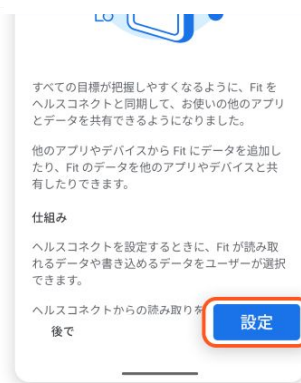 すべての目標が把握しやすくなるように、Fit を
ヘルスコネクトと同期して、お使いの他のアプリ
とデータを共有できるようになりました。
他のアプリやデバイスから Fit にデータを追加し
たり、Fit のデータを他のアプリやデバイスと共
有したりできます。
仕組み
ヘルスコネクトを設定するときに、Fit が読み取
れるデータや書き込めるデータをユーザーが選択
できます。
ヘルスコネクトからの読み取りを
後で
設定